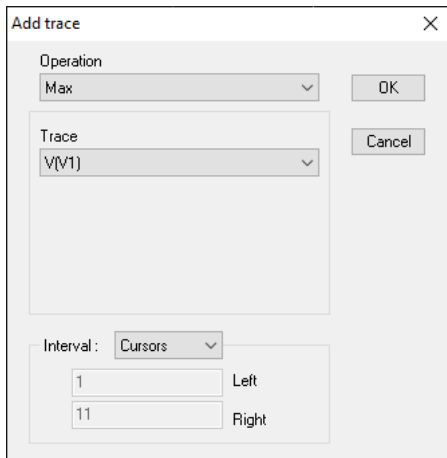 Add trace
Operation
Max
OK
Trace
Cancel
V(V1)
Interval : Cursors
1 Left
11 Right